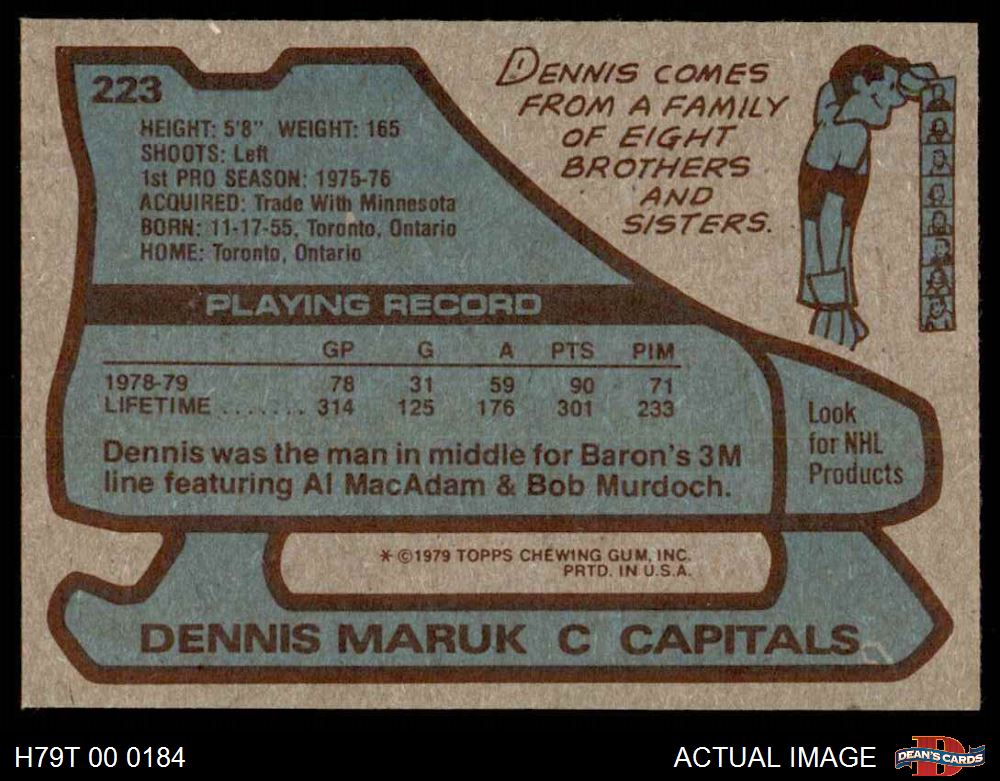 223
HEIGHT: 5'8" WEIGHT: 165
SHOOTS: Left
1st PRO SEASON: 1975-76
ACQUIRED: Trade With Minnesota
BORN: 11-17-55, Toronto, Ontario
HOME: Toronto, Ontario
DENNIS COMES
FROM A FAMILY
OF EIGHT
BROTHERS
AND
SISTERS.
PLAYING RECORD
GP G A PTS PIM
1978-79 78 31 59 90 71
LIFETIME ....... 314 125 176 301 233
Dennis was the man in middle for Baron's 3M
line featuring Al MacAdam & Bob Murdoch.
Look
for NHL
Products
* ©1979 TOPPS CHEWING GUM, INC.
PRTD. IN U.S.A.
DENNIS MARUK C CAPITALS
H79T 00 0184
ACTUAL IMAGE
D
DEAN'S CARDS